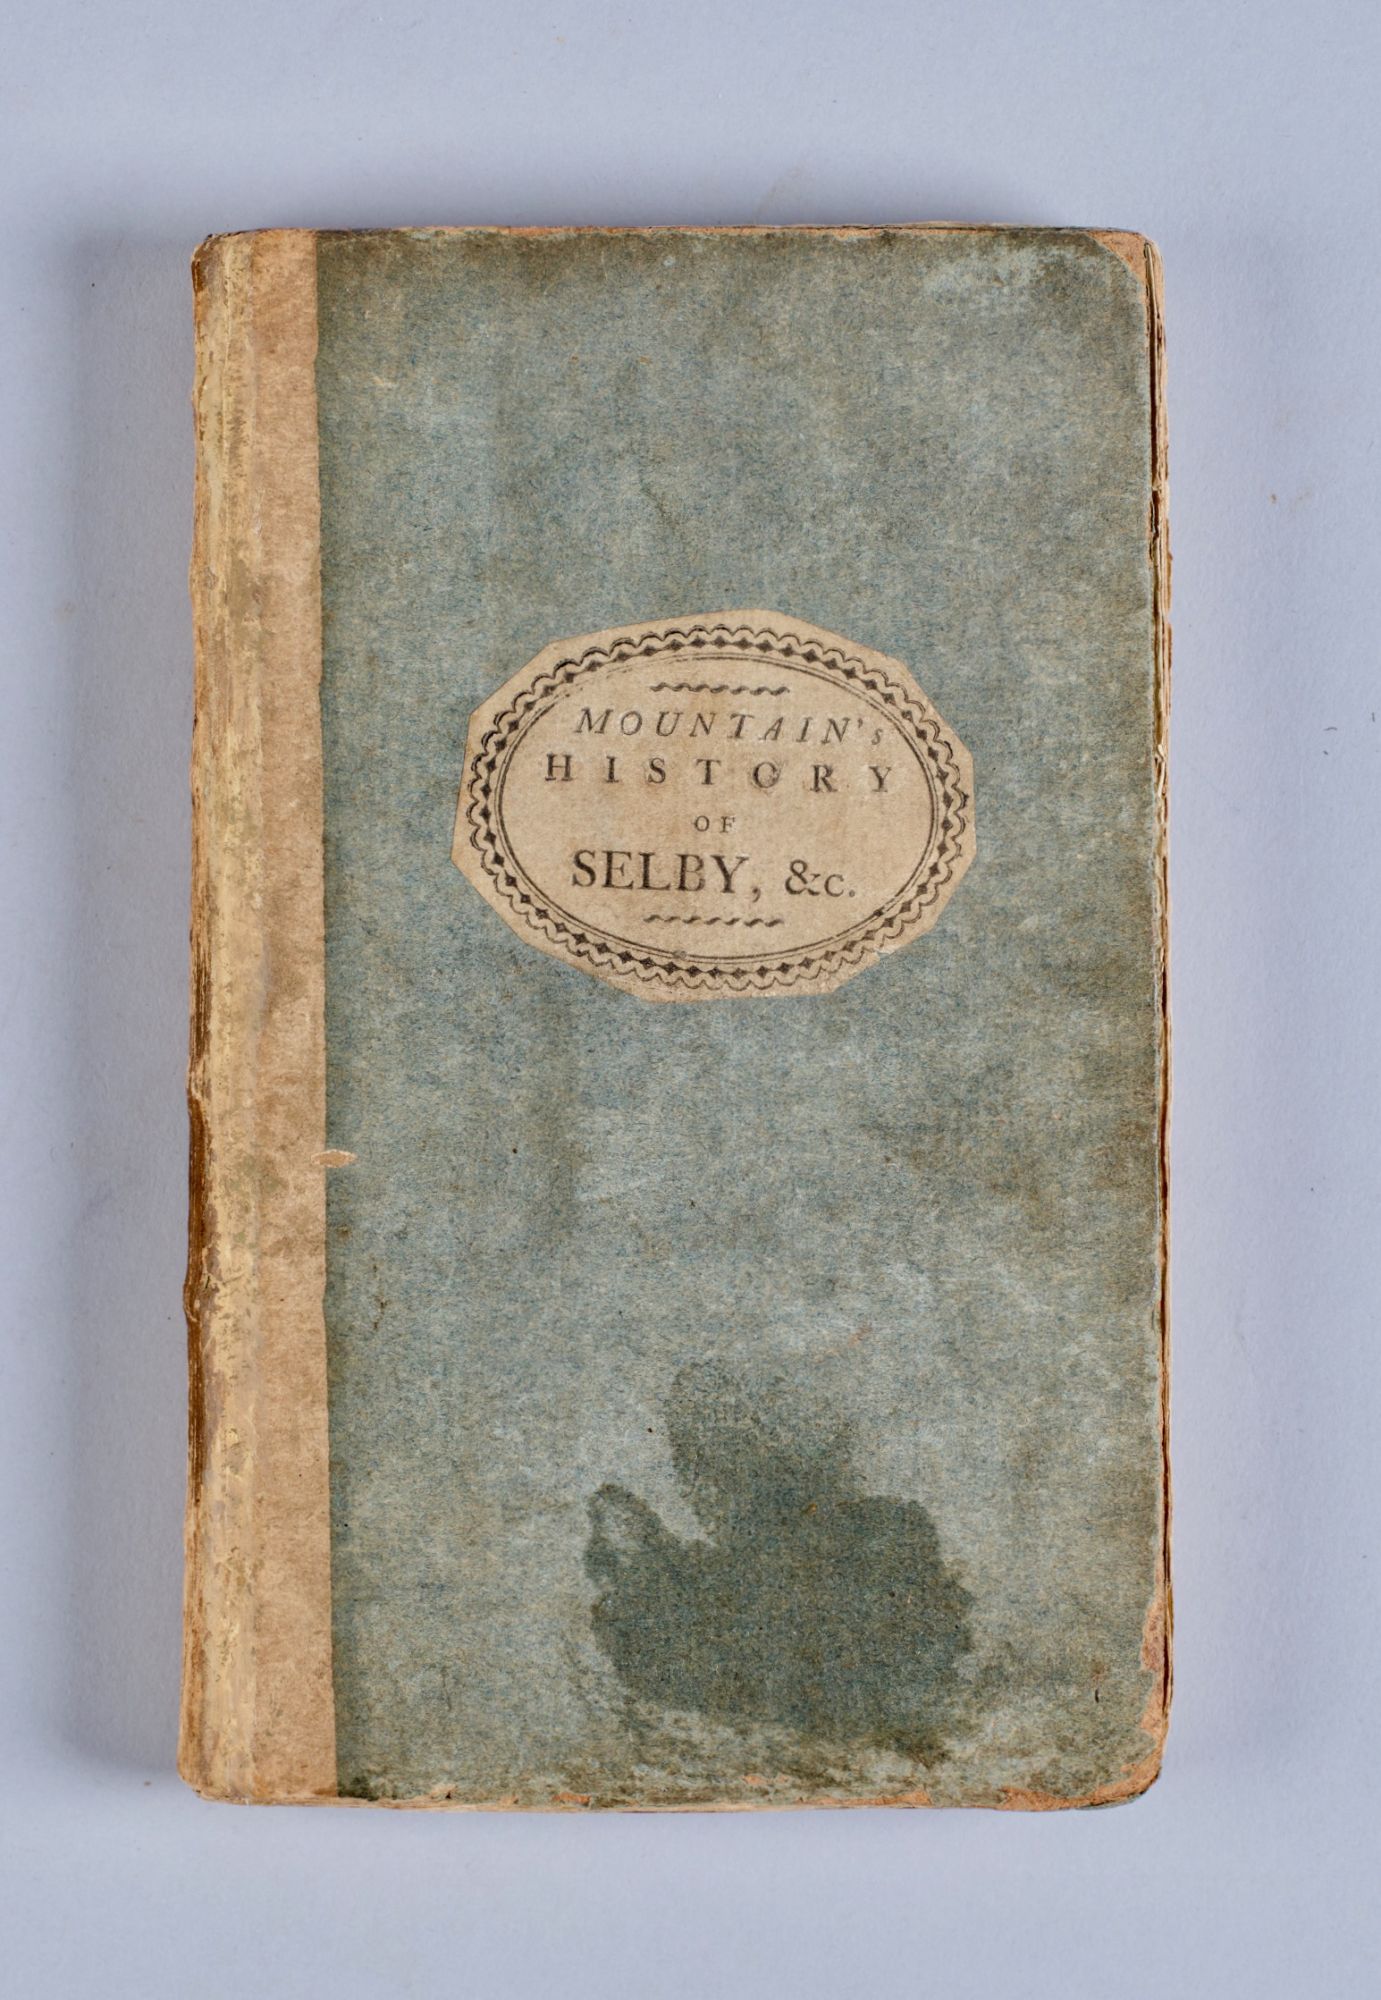 MOUNTAIN's
HISTORY
OF
SELBY, &c.